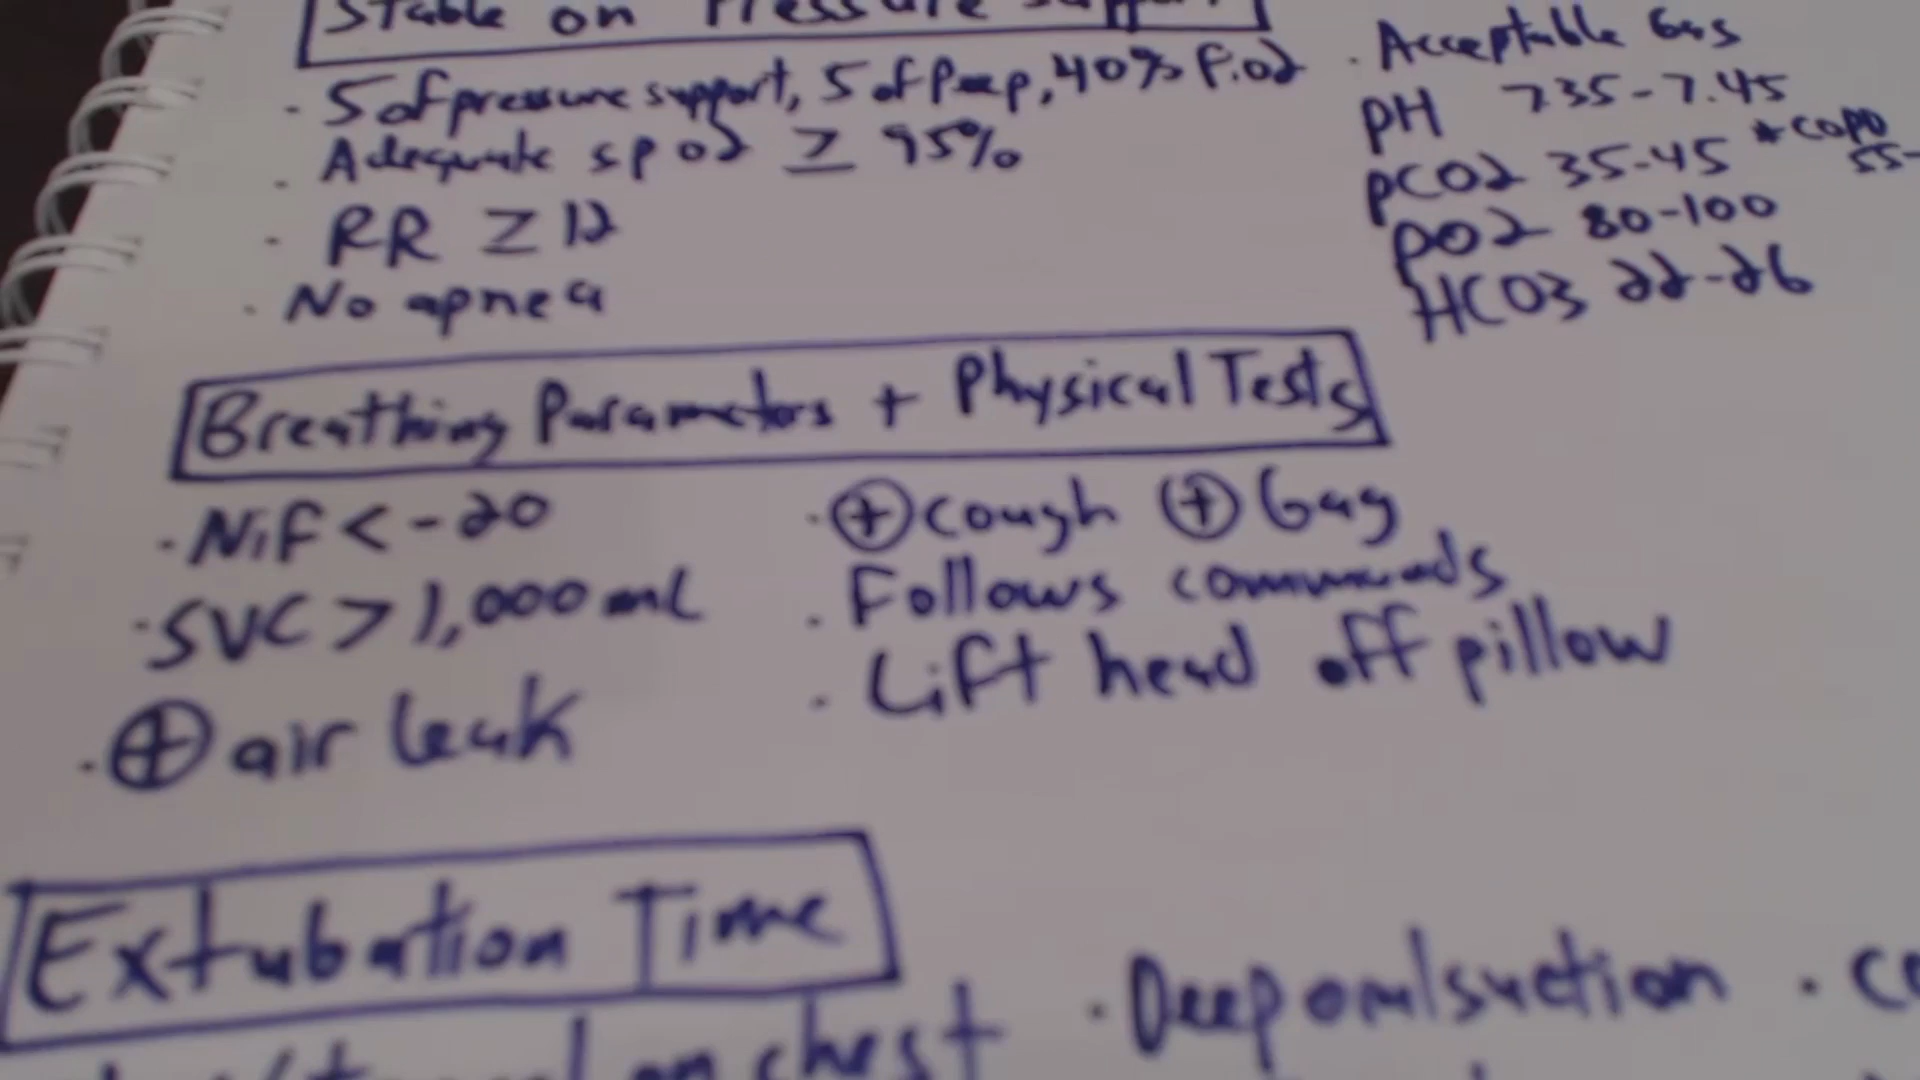 Stable on Pressure support
· 5 of pressure support, 5 of Peep, 40% Fio2
· Adequate spo2 ≥ 95%
· RR ≥ 12
· No apnea
· Acceptable Gas
PH 7.35-7.45
pCO2 35-45 *COPD 55-
PO2 80-100
HCO3 22-26
Breathing Parameters + Physical Tests
· NiF < -20
· SVC > 1,000 mL
· ⊕ air leak
· ⊕ cough ⊕ Gag
· Follows commands
· Lift head off pillow
Extubation Time
on chest
· Deep oral suction